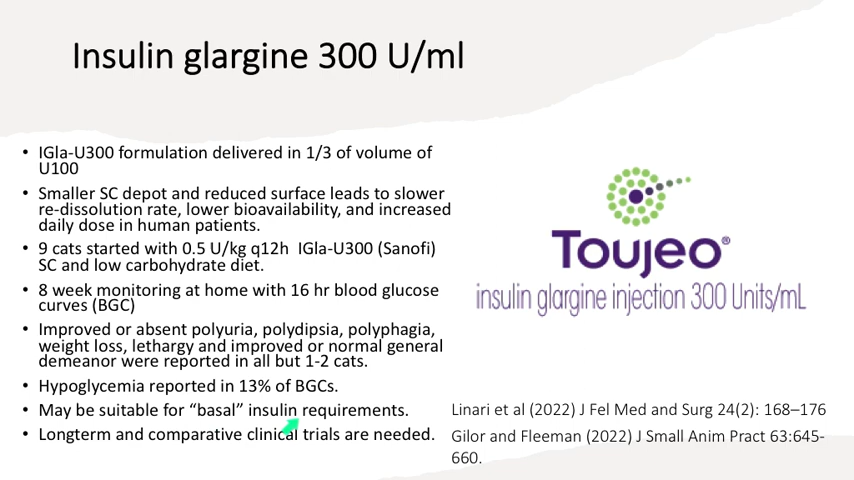 Insulin glargine 300 U/ml
• IGla-U300 formulation delivered in 1/3 of volume of
U100
• Smaller SC depot and reduced surface leads to slower
re-dissolution rate, lower bioavailability, and increased
daily dose in human patients.
• 9 cats started with 0.5 U/kg q12h IGla-U300 (Sanofi)
SC and low carbohydrate diet.
• 8 week monitoring at home with 16 hr blood glucose
curves (BGC)
• Improved or absent polyuria, polydipsia, polyphagia,
weight loss, lethargy and improved or normal general
demeanor were reported in all but 1-2 cats.
• Hypoglycemia reported in 13% of BGCs.
• May be suitable for “basal” insulin requirements.
• Longterm and comparative clinical trials are needed.
Toujeo®
insulin glargine injection 300 Units/mL
Linari et al (2022) J Fel Med and Surg 24(2): 168–176
Gilor and Fleeman (2022) J Small Anim Pract 63:645-
660.